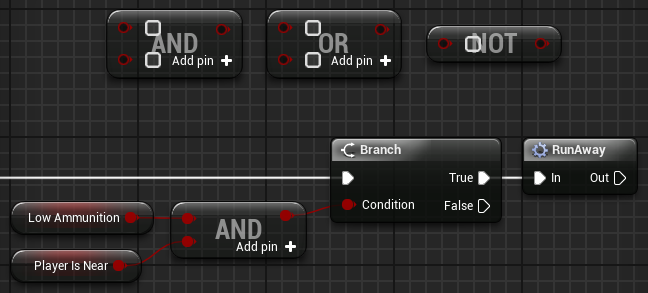 AND
Add pin
OR
Add pin
NOT
Branch
True
Condition
False
RunAway
In
Out
Low Ammunition
Player Is Near
AND
Add pin